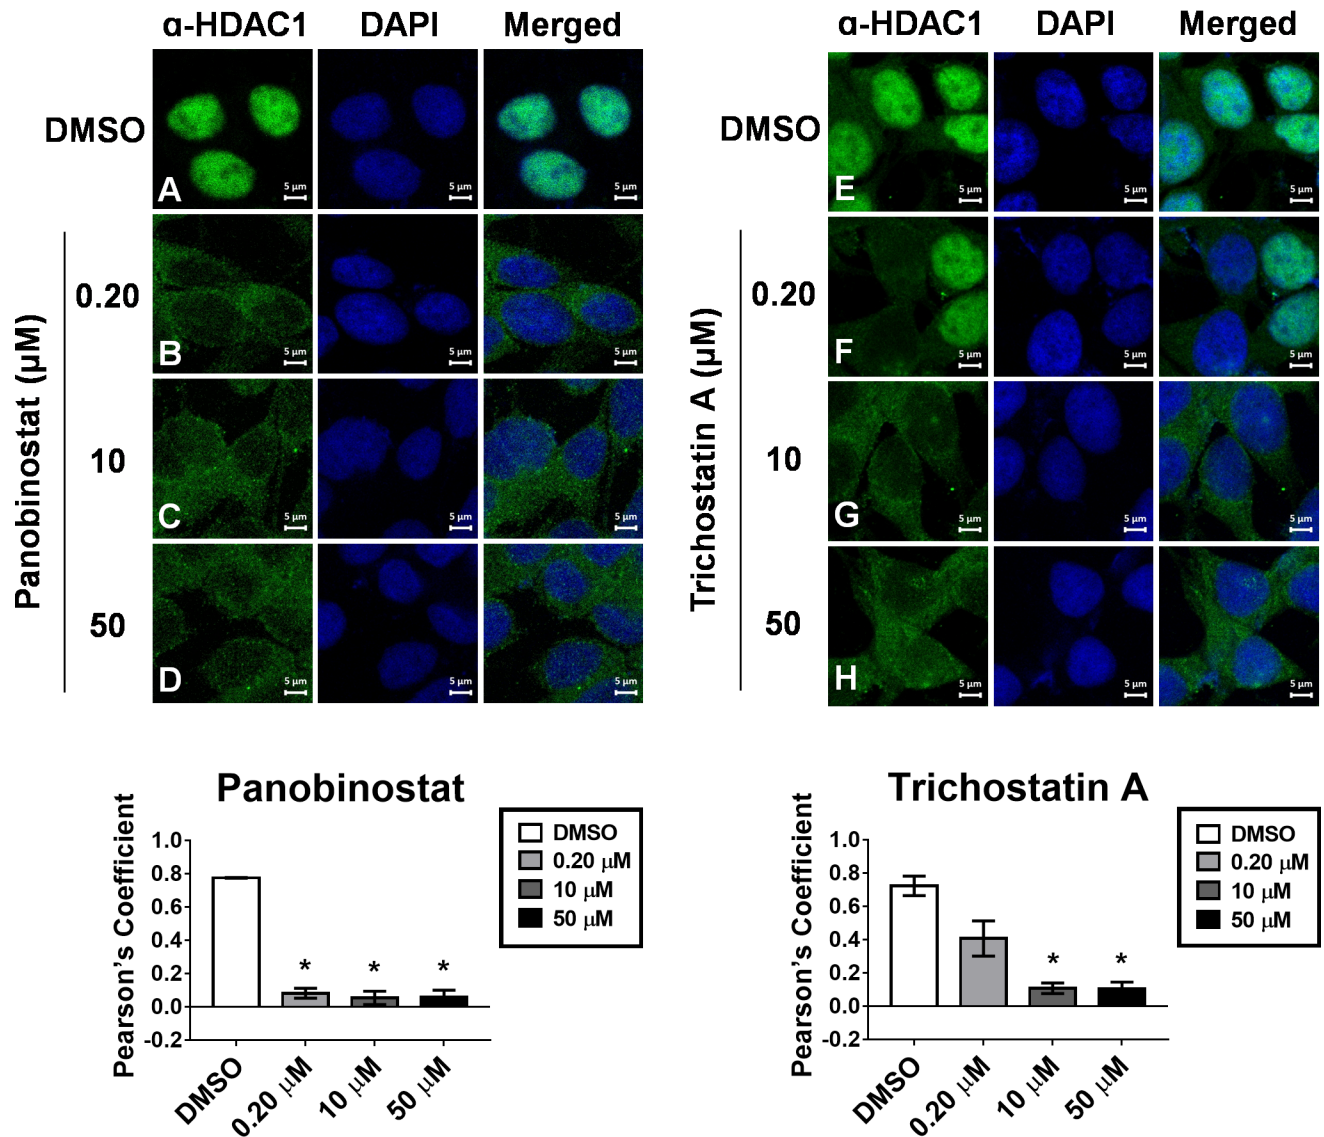 α-HDAC1 DAPI Merged
DMSO
A 5 µm 5 µm 5 µm
0.20
B 5 µm 5 µm 5 µm
10
C 5 µm 5 µm 5 µm
50
D 5 µm 5 µm 5 µm
Panobinostat (µM)
α-HDAC1 DAPI Merged
DMSO
E 5 µm 5 µm 5 µm
0.20
F 5 µm 5 µm 5 µm
10
G 5 µm 5 µm 5 µm
50
H 5 µm 5 µm 5 µm
Trichostatin A (µM)
Panobinostat
Pearson's Coefficient
1.0
0.8
0.6
0.4
0.2
0.0
-0.2
* * *
DMSO 0.20 µM 10 µM 50 µM
DMSO
0.20 µM
10 µM
50 µM
Trichostatin A
Pearson's Coefficient
1.0
0.8
0.6
0.4
0.2
0.0
-0.2
* *
DMSO 0.20 µM 10 µM 50 µM
DMSO
0.20 µM
10 µM
50 µM